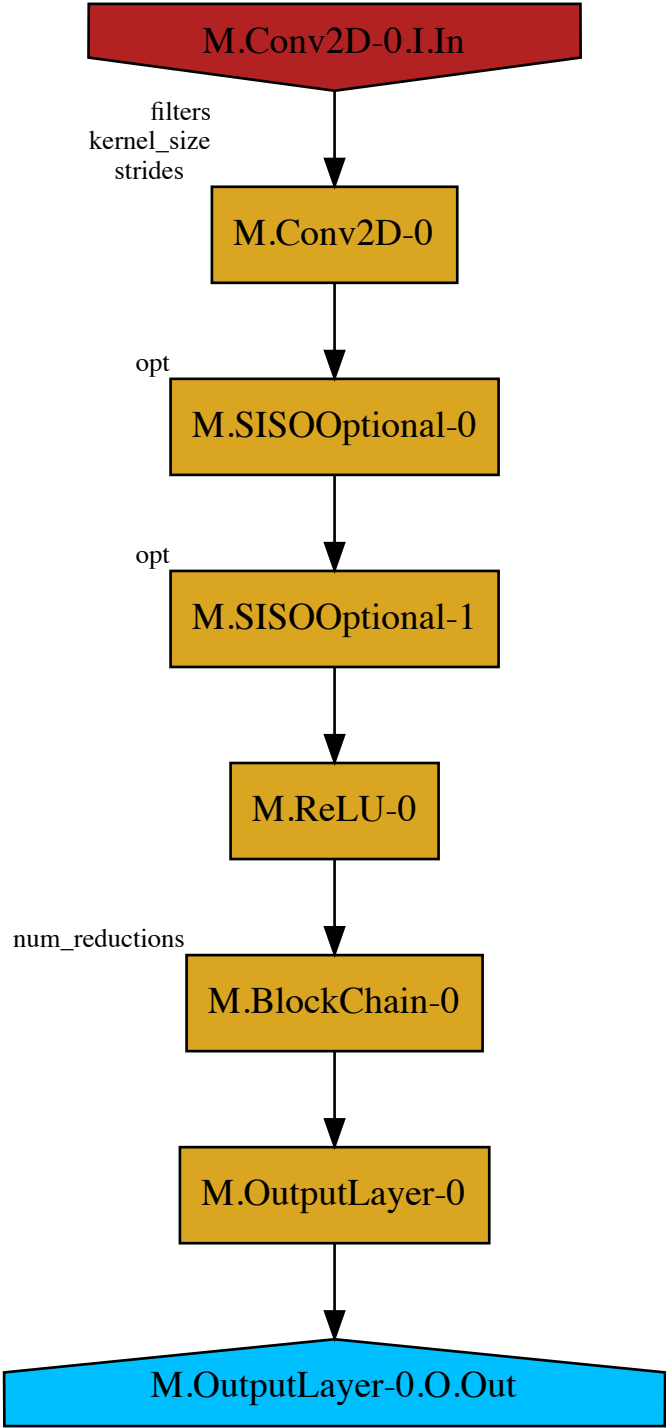 M.Conv2D-0.I.In
filters
kernel_size
strides
M.Conv2D-0
opt
M.SISOOptional-0
opt
M.SISOOptional-1
M.ReLU-0
num_reductions
M.BlockChain-0
M.OutputLayer-0
M.OutputLayer-0.O.Out